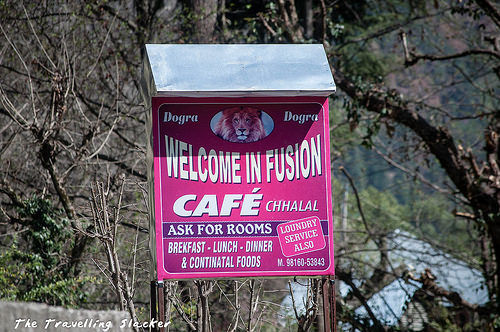 Dogra Dogra
WELCOME IN FUSION
CAFÉ CHHALAL
ASK FOR ROOMS
BREKFAST - LUNCH - DINNER
& CONTINATAL FOODS
LOUNDRY
SERVICE
ALSO
M. 98160-53843
The Travelling Slacker